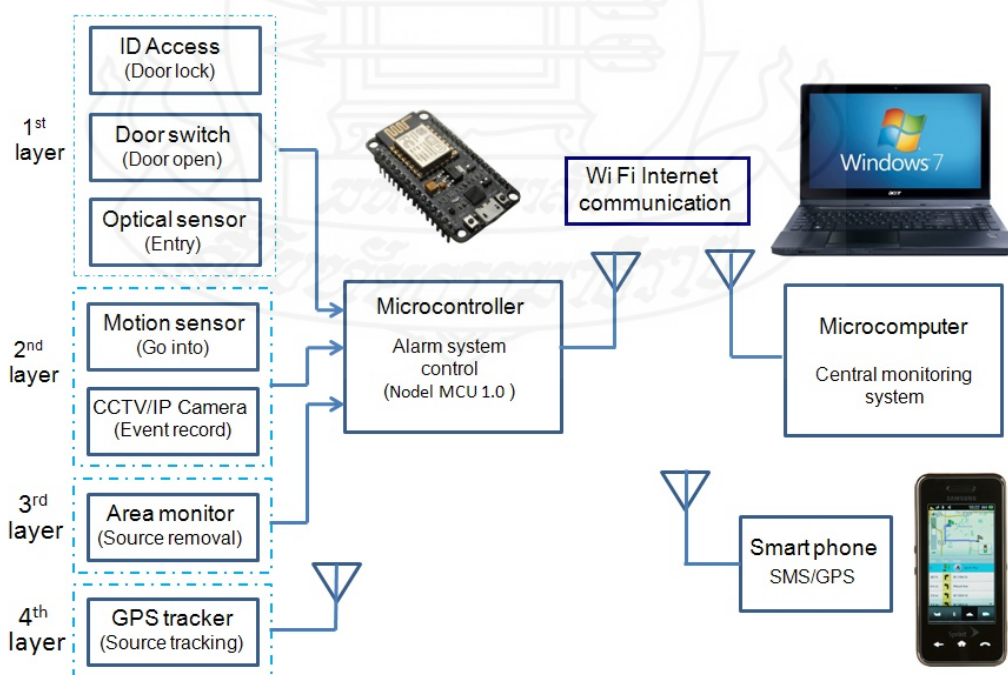 1st
layer
ID Access
(Door lock)
Door switch
(Door open)
Optical sensor
(Entry)
2nd
layer
Motion sensor
(Go into)
CCTV/IP Camera
(Event record)
3rd
layer
Area monitor
(Source removal)
4th
layer
GPS tracker
(Source tracking)
Microcontroller
Alarm system
control
(Nodel MCU 1.0 )
Wi Fi Internet
communication
Windows 7
acer
Microcomputer
Central monitoring
system
Smart phone
SMS/GPS
SAMSUNG
Sprint